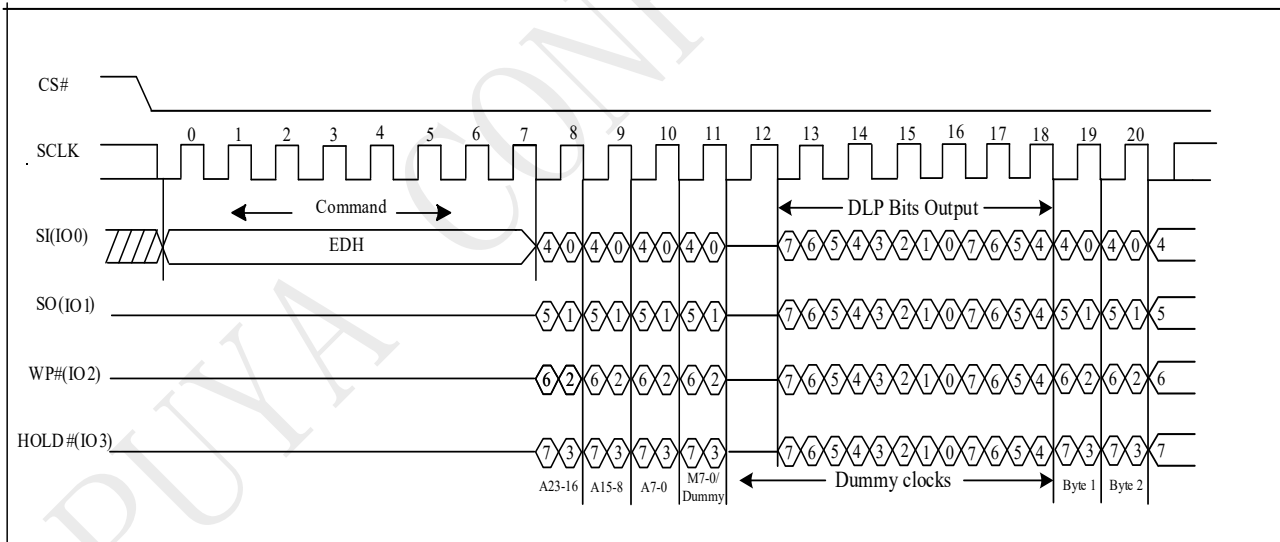 PUYA CONF
CS#
0 1 2 3 4 5 6 7 8 9 10 11 12 13 14 15 16 17 18 19 20
SCLK
Command
DLP Bits Output
SI(IO0)
EDH
4 0 4 0 4 0 4 0 7 6 5 4 3 2 1 0 7 6 5 4 4 0 4 0 4
SO(IO1)
5 1 5 1 5 1 5 1 7 6 5 4 3 2 1 0 7 6 5 4 5 1 5 1 5
WP#(IO2)
6 2 6 2 6 2 6 2 7 6 5 4 3 2 1 0 7 6 5 4 6 2 6 2 6
HOLD#(IO3)
7 3 7 3 7 3 7 3 7 6 5 4 3 2 1 0 7 6 5 4 7 3 7 3 7
A23-16 A15-8 A7-0 M7-0/
Dummy
Dummy clocks
Byte 1 Byte 2